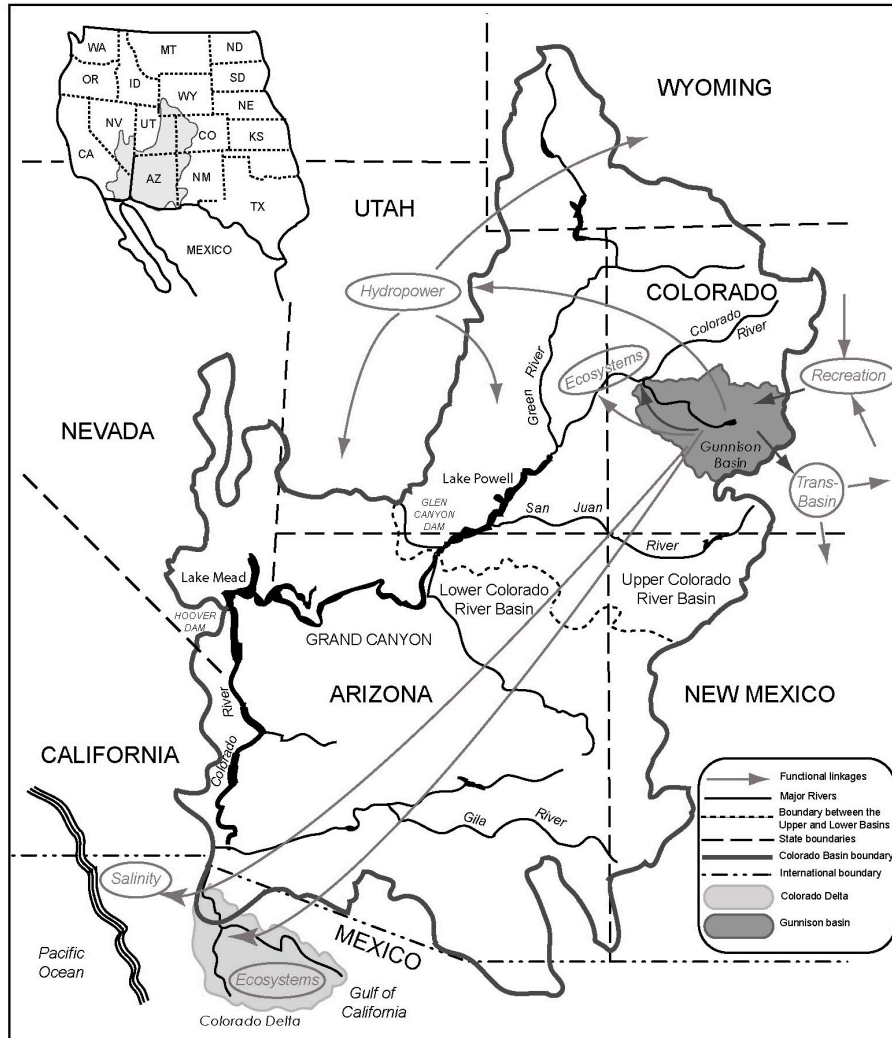 WA
MT
ND
OR
ID
SD
WY
NE
NV
UT
CO
KS
CA
AZ
NM
TX
MEXICO
WYOMING
UTAH
Hydropower
COLORADO
Colorado
River
Ecosystems
Recreation
Green River
NEVADA
Gunnison
Basin
Lake Powell
Trans-
Basin
GLEN
CANYON
DAM
San Juan
River
Lake Mead
Lower Colorado
River Basin
Upper Colorado
River Basin
HOOVER
DAM
GRAND CANYON
ARIZONA
NEW MEXICO
Colorado River
CALIFORNIA
Gila River
Functional linkages
Major Rivers
Boundary between the
Upper and Lower Basins
State boundaries
Colorado Basin boundary
International boundary
Colorado Delta
Gunnison basin
Salinity
MEXICO
Pacific
Ocean
Ecosystems
Gulf of
California
Colorado Delta